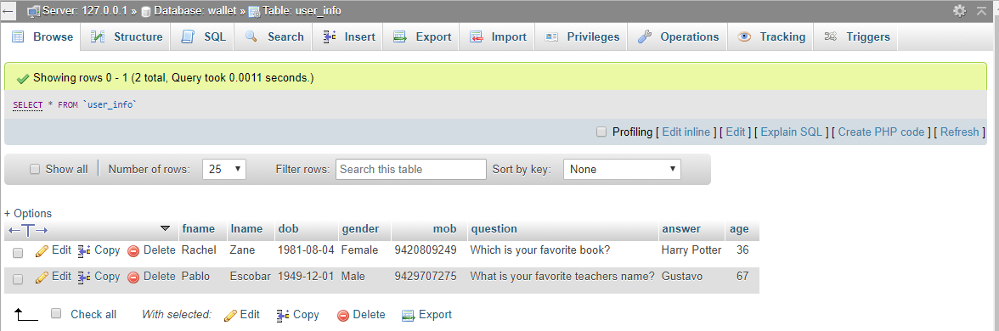 Server: 127.0.0.1 » Database: wallet » Table: user_info
Browse Structure SQL Search Insert Export Import Privileges Operations Tracking Triggers
Showing rows 0 - 1 (2 total, Query took 0.0011 seconds.)
SELECT * FROM `user_info`
Profiling [ Edit inline ] [ Edit ] [ Explain SQL ] [ Create PHP code ] [ Refresh ]
Show all Number of rows: 25 Filter rows: Search this table Sort by key: None
+ Options
fname lname dob gender mob question answer age
Edit Copy Delete Rachel Zane 1981-08-04 Female 9420809249 Which is your favorite book? Harry Potter 36
Edit Copy Delete Pablo Escobar 1949-12-01 Male 9429707275 What is your favorite teachers name? Gustavo 67
Check all With selected: Edit Copy Delete Export